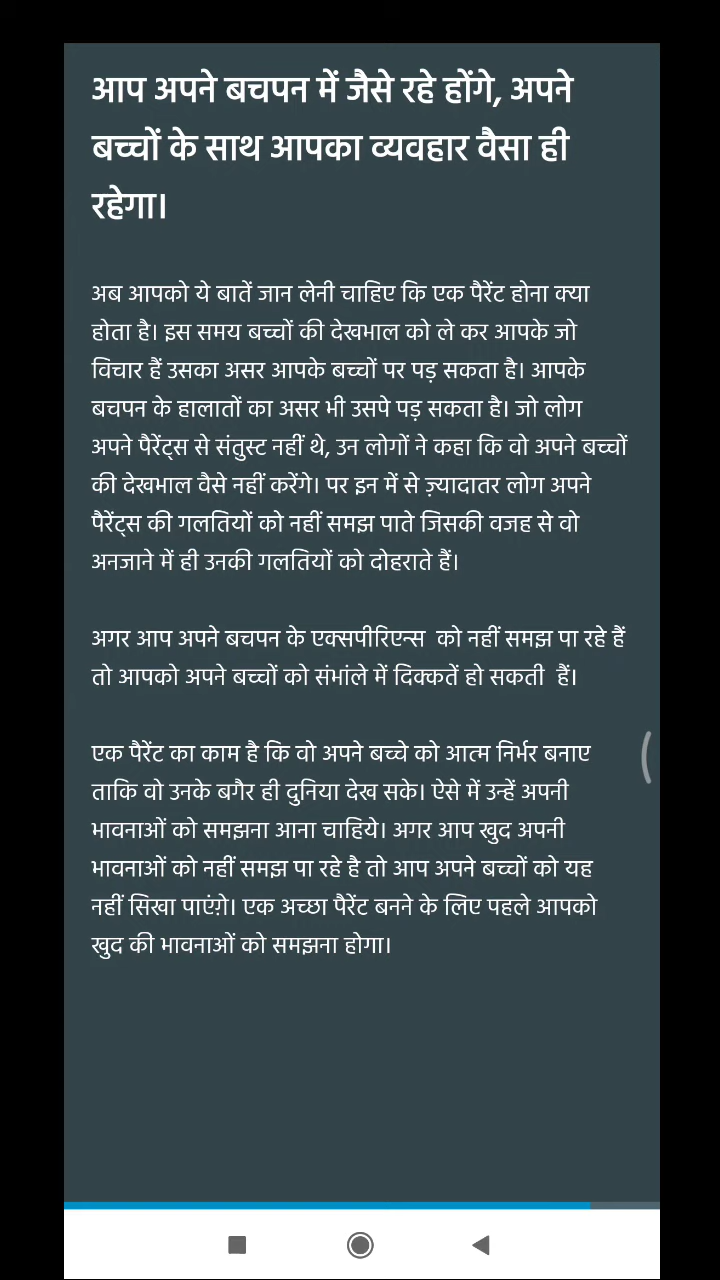 आप अपने बचपन में जैसे रहे होंगे, अपने
बच्चों के साथ आपका व्यवहार वैसा ही
रहेगा।
अब आपको ये बातें जान लेनी चाहिए कि एक पैरेंट होना क्या
होता है। इस समय बच्चों की देखभाल को ले कर आपके जो
विचार हैं उसका असर आपके बच्चों पर पड़ सकता है। आपके
बचपन के हालातों का असर भी उसपे पड़ सकता है। जो लोग
अपने पैरेंट्स से संतुस्ट नहीं थे, उन लोगों ने कहा कि वो अपने बच्चों
की देखभाल वैसे नहीं करेंगे। पर इन में से ज़्यादातर लोग अपने
पैरेंट्स की गलतियों को नहीं समझ पाते जिसकी वजह से वो
अनजाने में ही उनकी गलतियों को दोहराते हैं।
अगर आप अपने बचपन के एक्सपीरिएन्स  को नहीं समझ पा रहे हैं
तो आपको अपने बच्चों को संभांले में दिक्कतें हो सकती  हैं।
एक पैरेंट का काम है कि वो अपने बच्चे को आत्म निर्भर बनाए
ताकि वो उनके बगैर ही दुनिया देख सके। ऐसे में उन्हें अपनी
भावनाओं को समझना आना चाहिये। अगर आप खुद अपनी
भावनाओं को नहीं समझ पा रहे है तो आप अपने बच्चों को यह
नहीं सिखा पाएंग़े। एक अच्छा पैरेंट बनने के लिए पहले आपको
खुद की भावनाओं को समझना होगा।